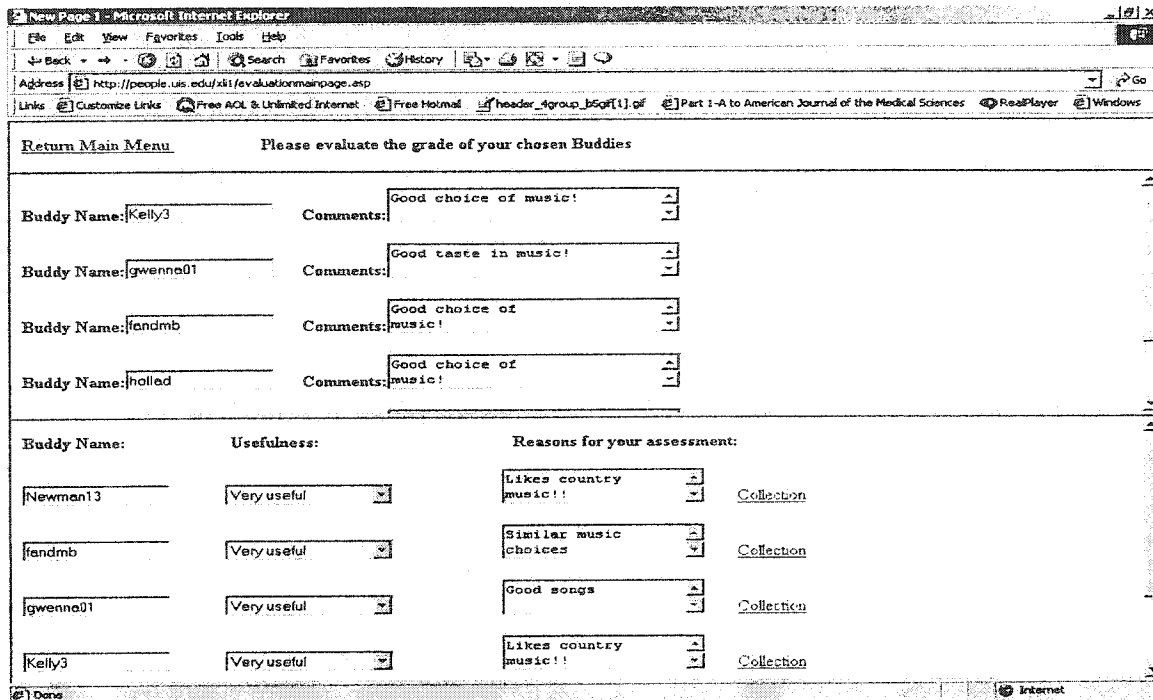 New Page 1 - Microsoft Internet Explorer
File Edit View Favorites Tools Help
Back Search Favorites History
Address http://people.uis.edu/xli1/evaluationmainpage.asp Go
Links Customize Links Free AOL & Unlimited Internet Free Hotmail header_4group_b5gif[1].gif Part 1-A to American Journal of the Medical Sciences RealPlayer Windows
Return Main Menu Please evaluate the grade of your chosen Buddies
Buddy Name: Kelly3 Comments: Good choice of music!
Buddy Name: gwenna01 Comments: Good taste in music!
Buddy Name: fandmb Comments: Good choice of
music!
Buddy Name: hollad Comments: Good choice of
music!
Buddy Name: Usefulness: Reasons for your assessment:
Newman13 Very useful Likes country
music!! Collection
fandmb Very useful Similar music
choices Collection
gwenna01 Very useful Good songs Collection
Kelly3 Very useful Likes country
music!! Collection
Done Internet